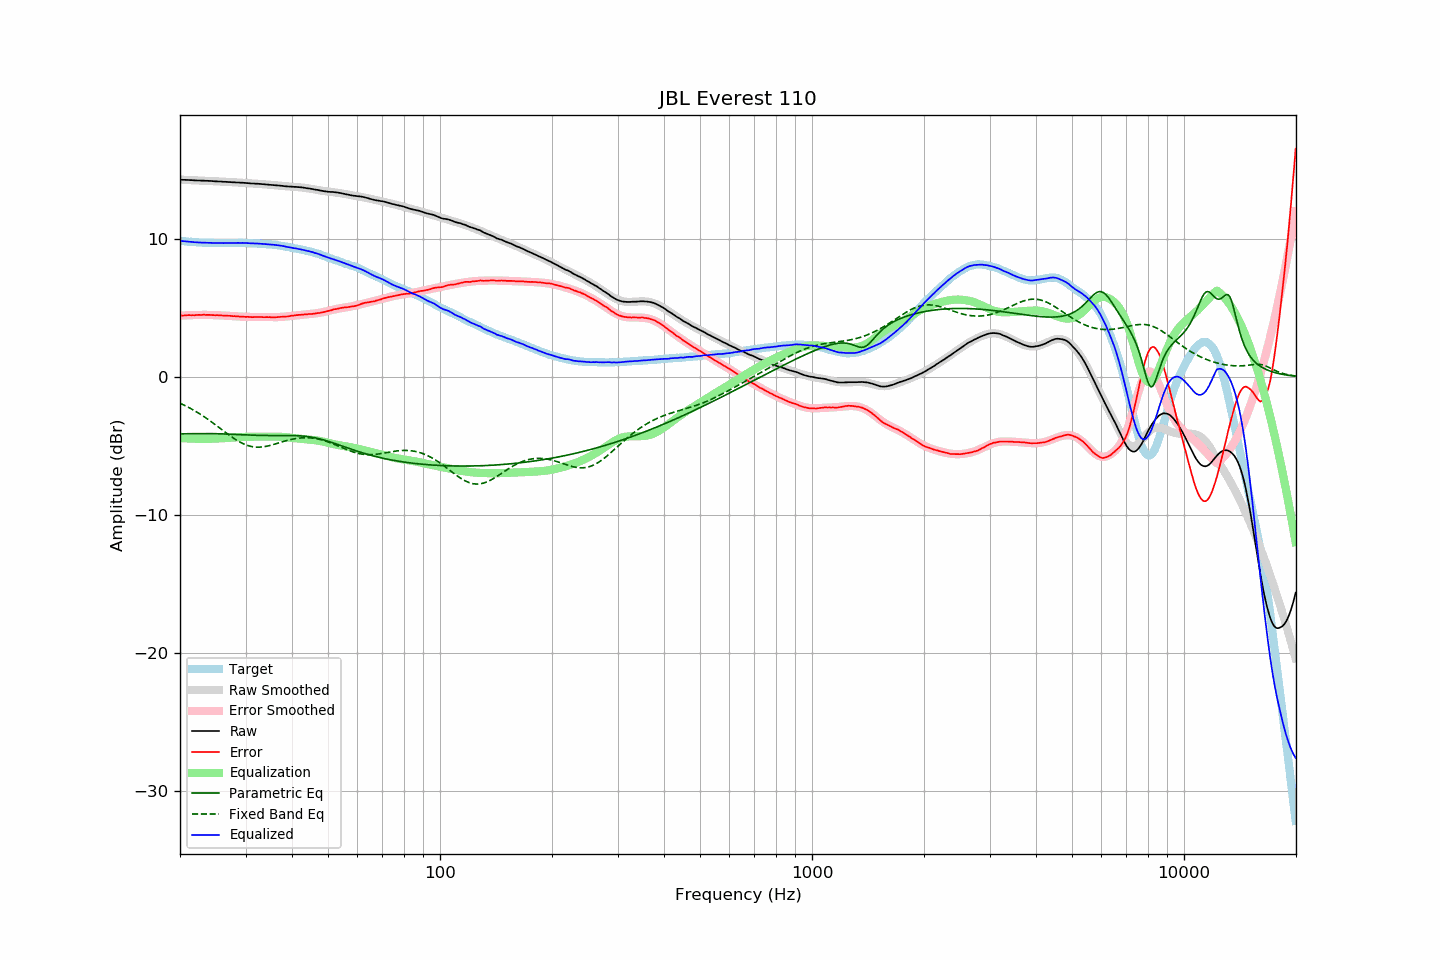 JBL Everest 110
10
0
−10
−20
−30
Amplitude (dBr)
Target
Raw Smoothed
Error Smoothed
Raw
Error
Equalization
Parametric Eq
Fixed Band Eq
Equalized
100
1000
10000
Frequency (Hz)